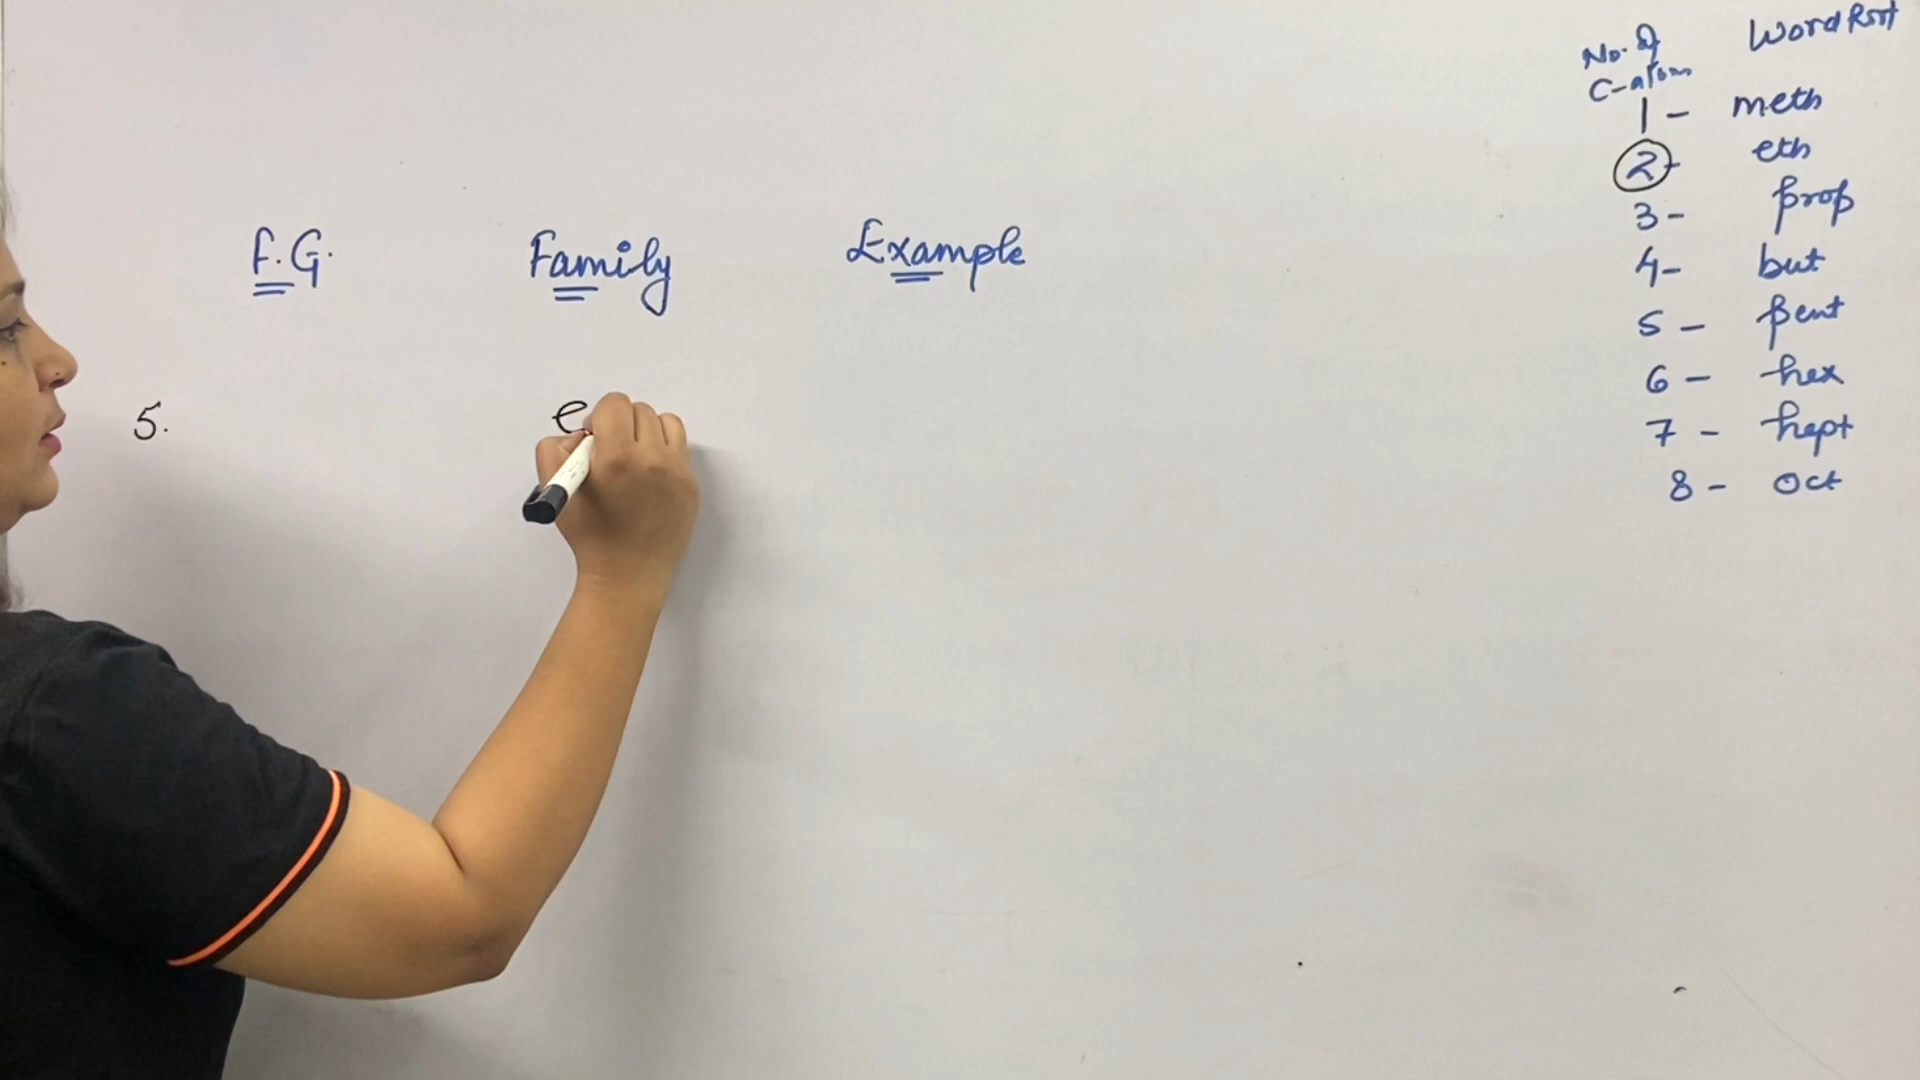 F.G. Family Example
5. e
No. of Word Root
C-atoms
1 - meth
2 - eth
3 - prop
4 - but
5 - pent
6 - hex
7 - hept
8 - oct